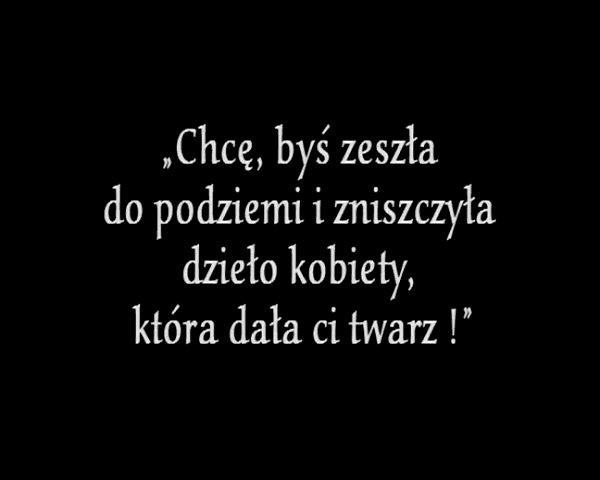 „Chcę, byś zeszła
do podziemi i zniszczyła
dzieło kobiety,
która dała ci twarz !”